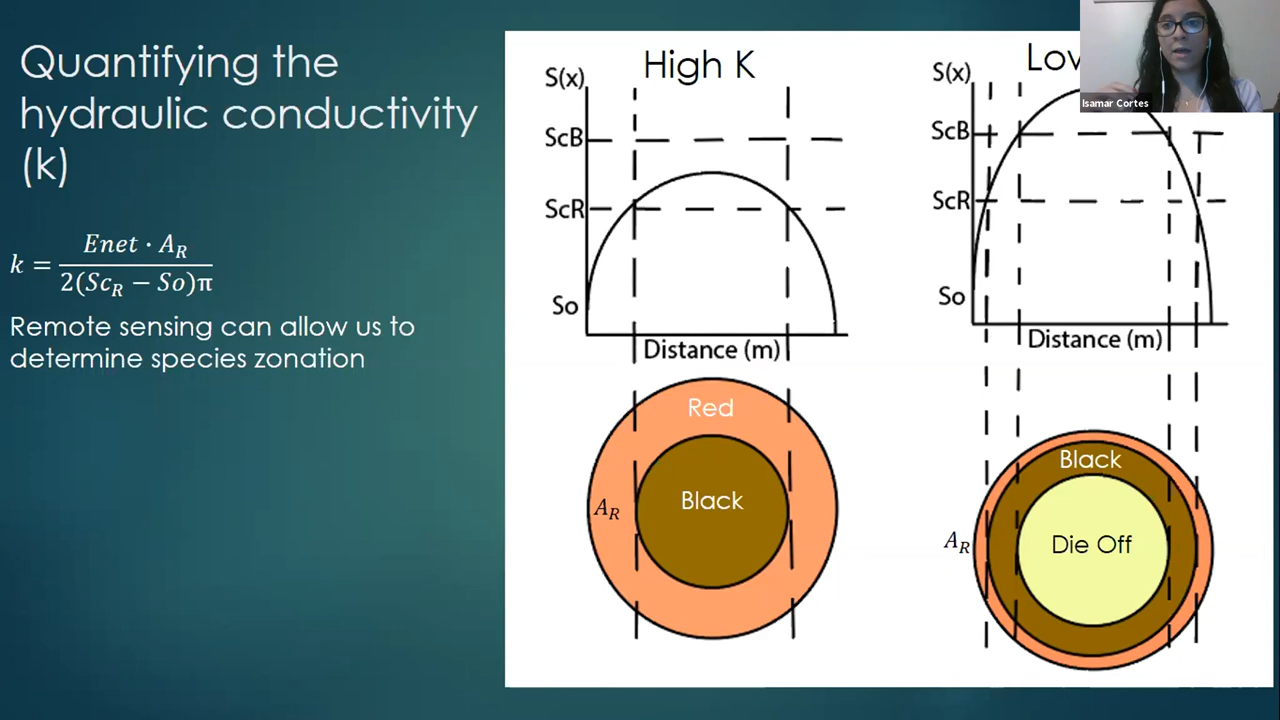 Quantifying the
hydraulic conductivity
(k)
k = Enet · A_R / 2(Sc_R − So)π
Remote sensing can allow us to
determine species zonation
High K
S(x)
ScB
ScR
So
Distance (m)
Red
Black
A_R
S(x)
ScB
ScR
So
Distance (m)
Black
Die Off
A_R
Isamar Cortes